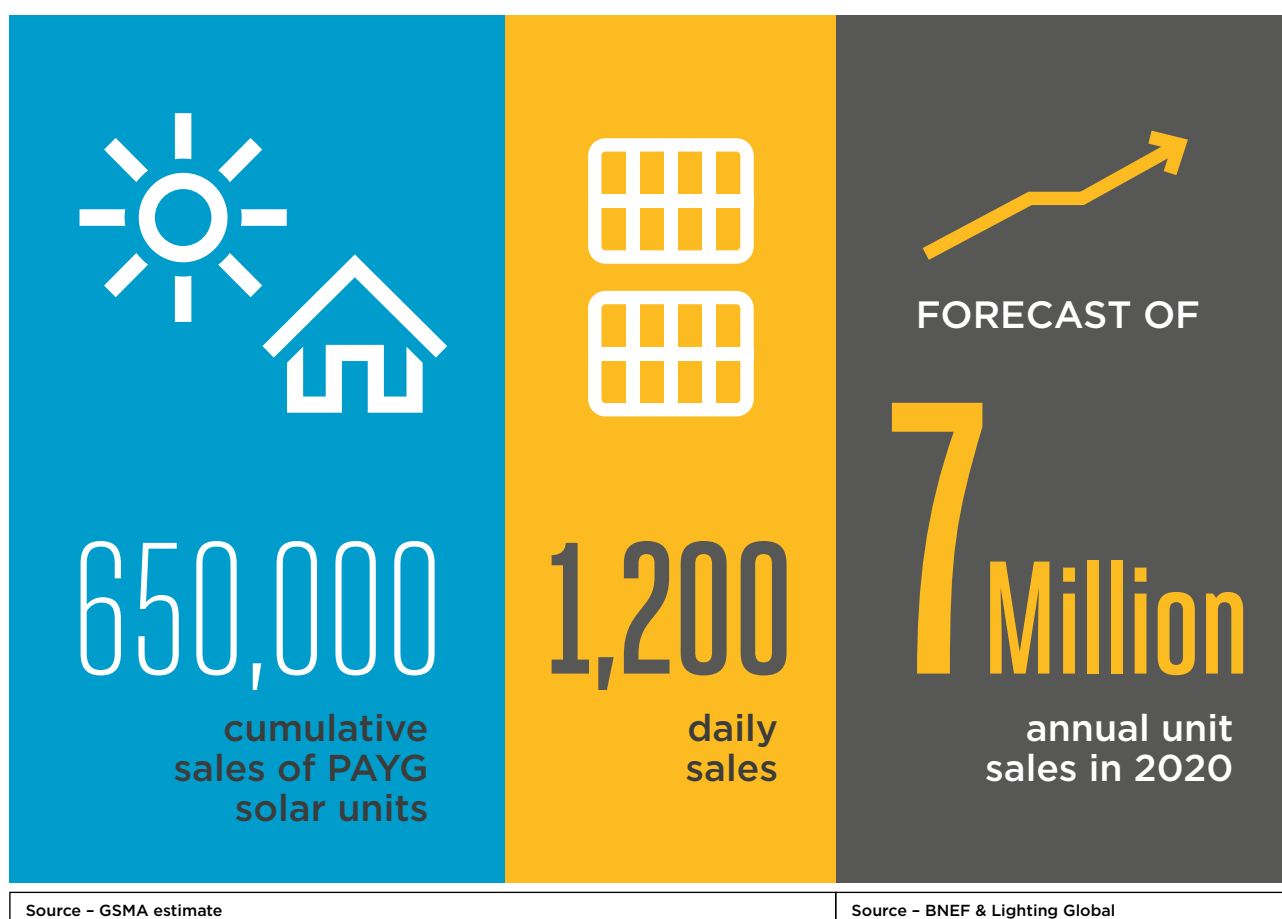 650,000
cumulative
sales of PAYG
solar units
1,200
daily
sales
FORECAST OF
7 Million
annual unit
sales in 2020
Source – GSMA estimate
Source – BNEF & Lighting Global